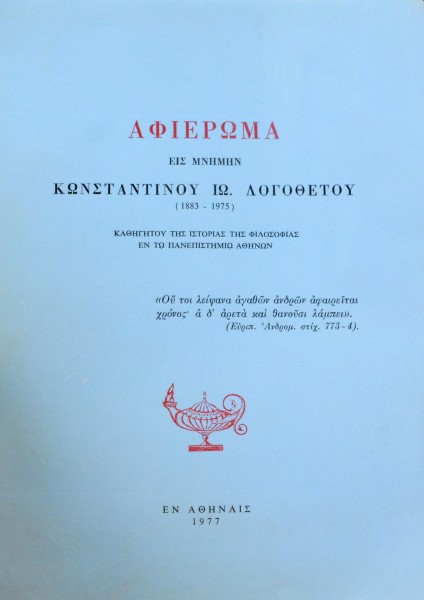 ΑΦΙΕΡΩΜΑ
ΕΙΣ ΜΝΗΜΗΝ
ΚΩΝΣΤΑΝΤΙΝΟΥ ΙΩ. ΛΟΓΟΘΕΤΟΥ
(1883 - 1975)
ΚΑΘΗΓΗΤΟΥ ΤΗΣ ΙΣΤΟΡΙΑΣ ΤΗΣ ΦΙΛΟΣΟΦΙΑΣ
ΕΝ ΤΩ ΠΑΝΕΠΙΣΤΗΜΙΩ ΑΘΗΝΩΝ
«Οὔ τοι λείψανα ἀγαθῶν ἀνδρῶν ἀφαιρεῖται
χρόνος· ἁ δ' ἀρετὰ καὶ θανοῦσι λάμπει».
(Εὐριπ. Ἀνδρομ. στίχ. 773-4).
ΕΝ ΑΘΗΝΑΙΣ
1977